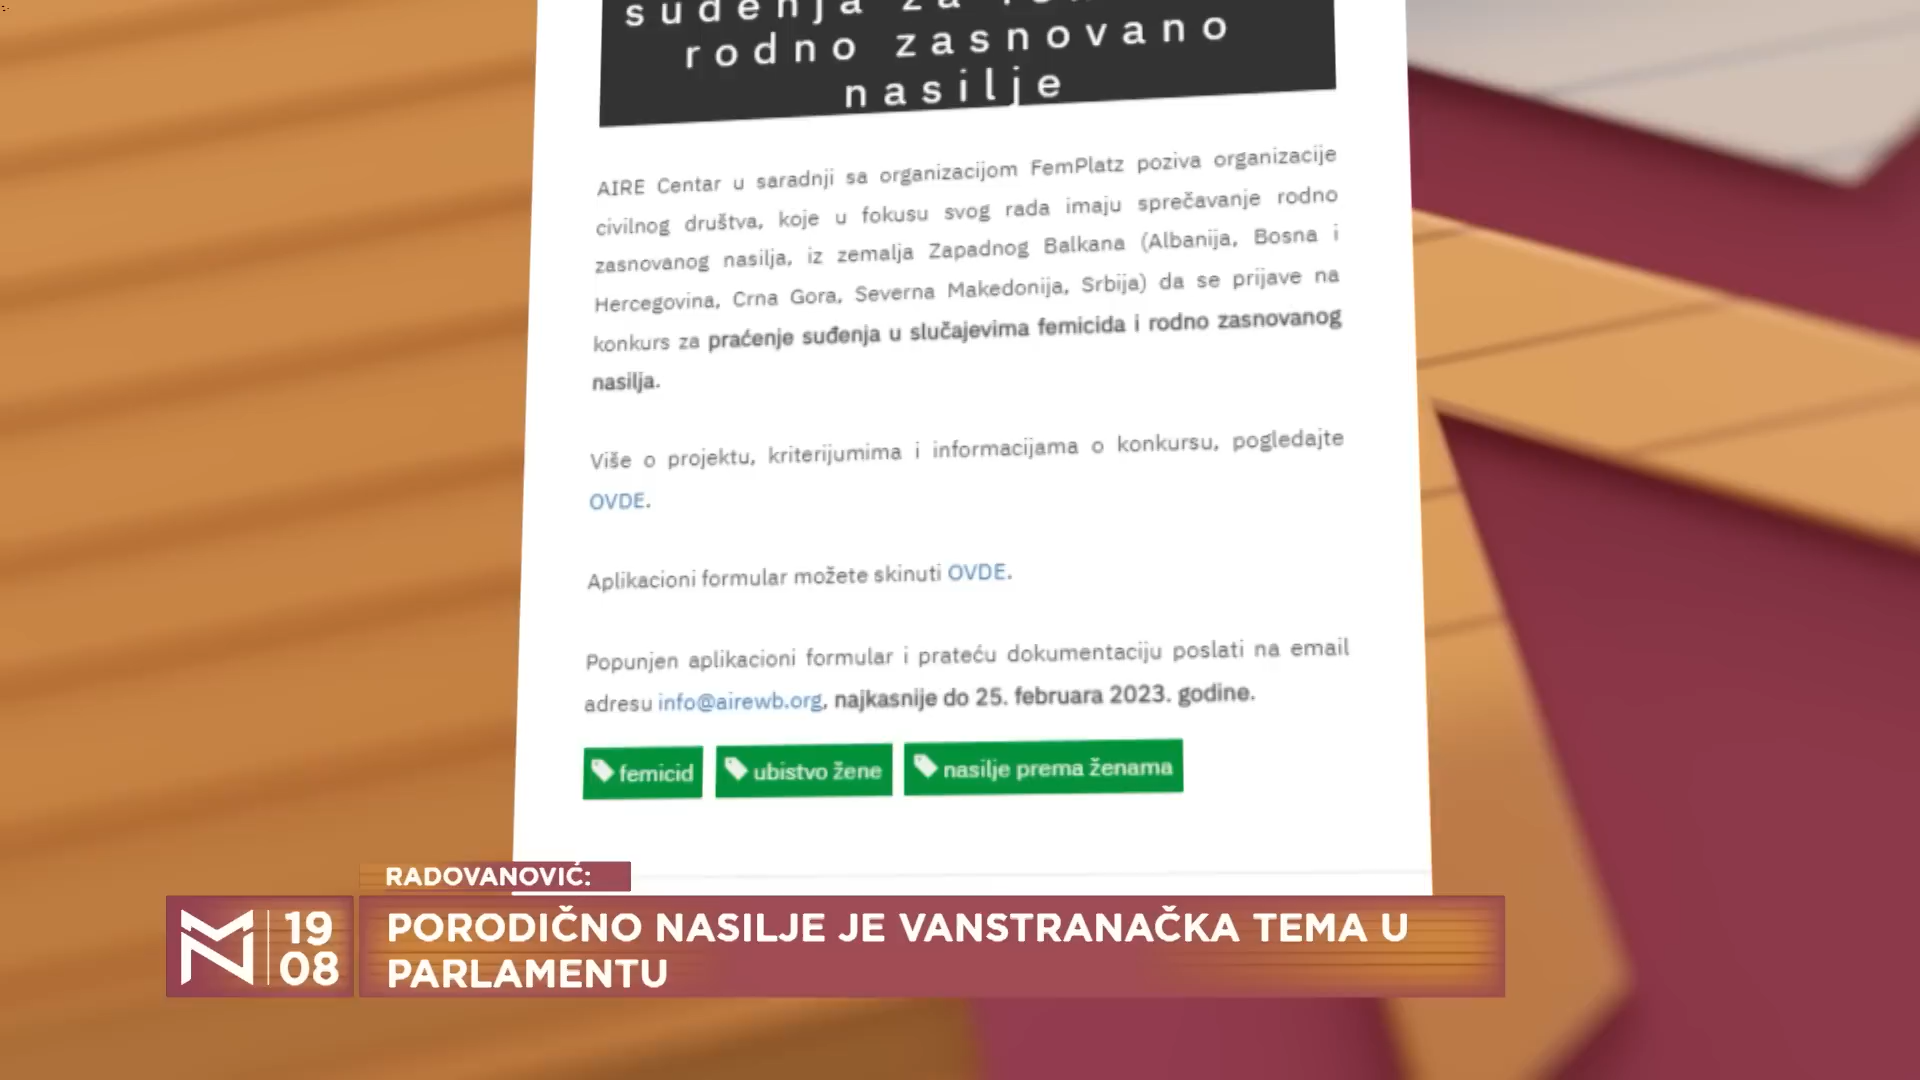 suđenja za
rodno zasnovano
nasilje
AIRE Centar u saradnji sa organizacijom FemPlatz poziva organizacije
civilnog društva, koje u fokusu svog rada imaju sprečavanje rodno
zasnovanog nasilja, iz zemalja Zapadnog Balkana (Albanija, Bosna i
Hercegovina, Crna Gora, Severna Makedonija, Srbija) da se prijave na
konkurs za praćenje suđenja u slučajevima femicida i rodno zasnovanog
nasilja.
Više o projektu, kriterijumima i informacijama o konkursu, pogledajte
OVDE.
Aplikacioni formular možete skinuti OVDE.
Popunjen aplikacioni formular i prateću dokumentaciju poslati na email
adresu info@airewb.org, najkasnije do 25. februara 2023. godine.
femicid ubistvo žene nasilje prema ženama
RADOVANOVIĆ:
19
08
PORODIČNO NASILJE JE VANSTRANAČKA TEMA U
PARLAMENTU